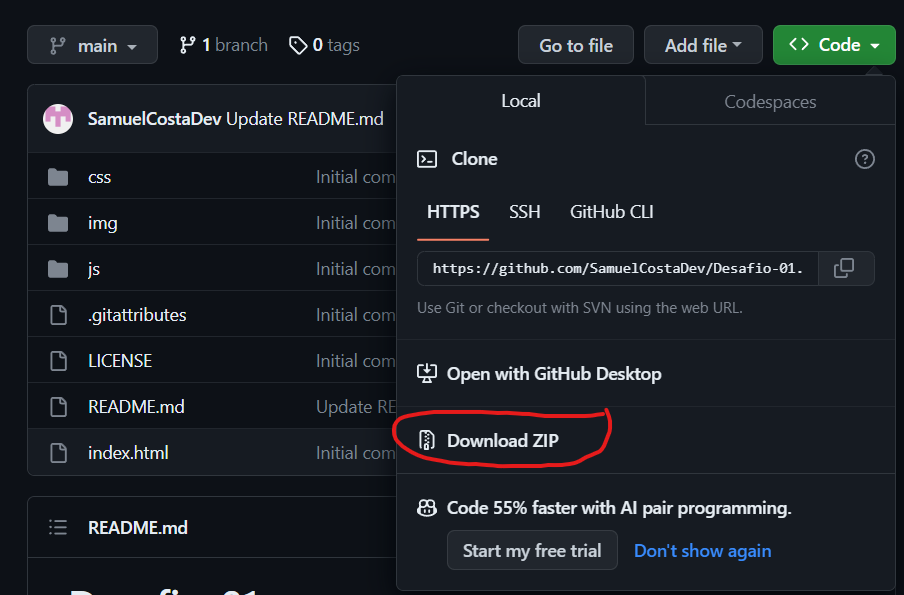 main
1 branch
0 tags
Go to file
Add file
Code
SamuelCostaDev Update README.md
css
Initial com
img
Initial com
js
Initial com
.gitattributes
Initial com
LICENSE
Initial com
README.md
Update RE
index.html
Initial com
README.md
Local
Codespaces
Clone
HTTPS
SSH
GitHub CLI
https://github.com/SamuelCostaDev/Desafio-01.
Use Git or checkout with SVN using the web URL.
Open with GitHub Desktop
Download ZIP
Code 55% faster with AI pair programming.
Start my free trial
Don't show again